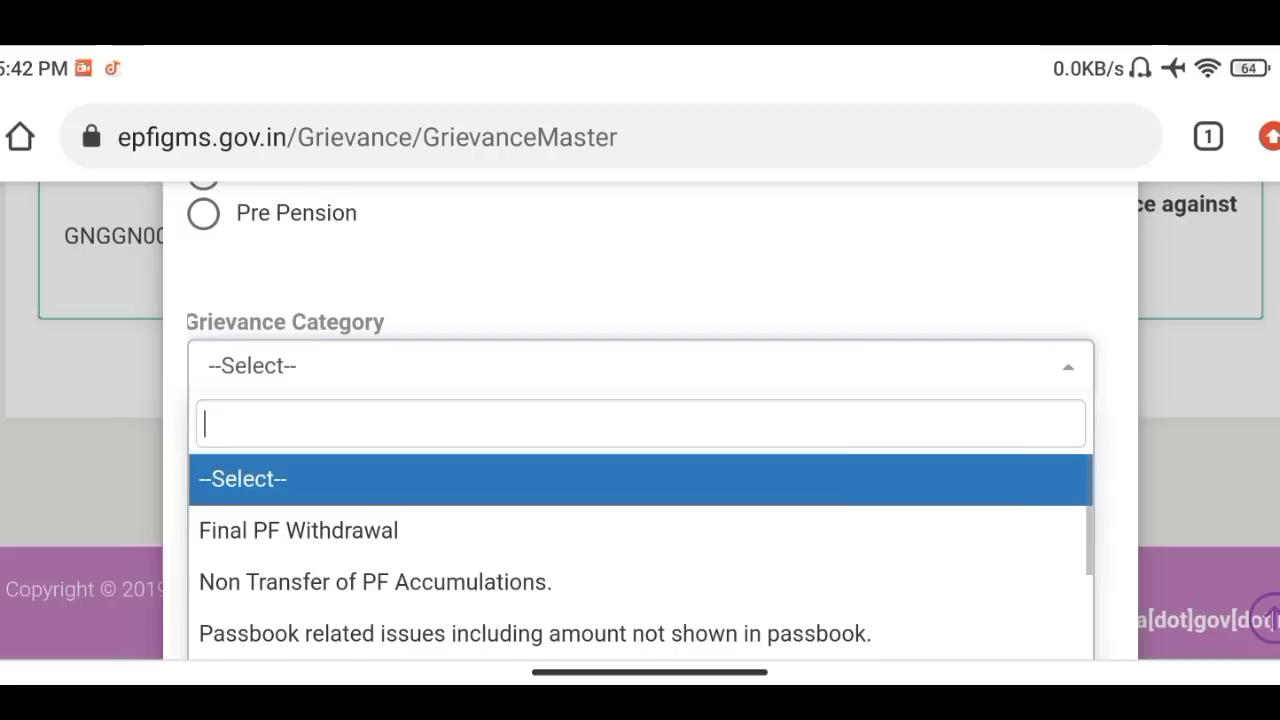 5:42 PM
0.0KB/s 64
epfigms.gov.in/Grievance/GrievanceMaster
1
Pre Pension
ce against
GNGGN00
Grievance Category
--Select--
--Select--
Final PF Withdrawal
Non Transfer of PF Accumulations.
Copyright © 2019
a[dot]gov[dot]
Passbook related issues including amount not shown in passbook.